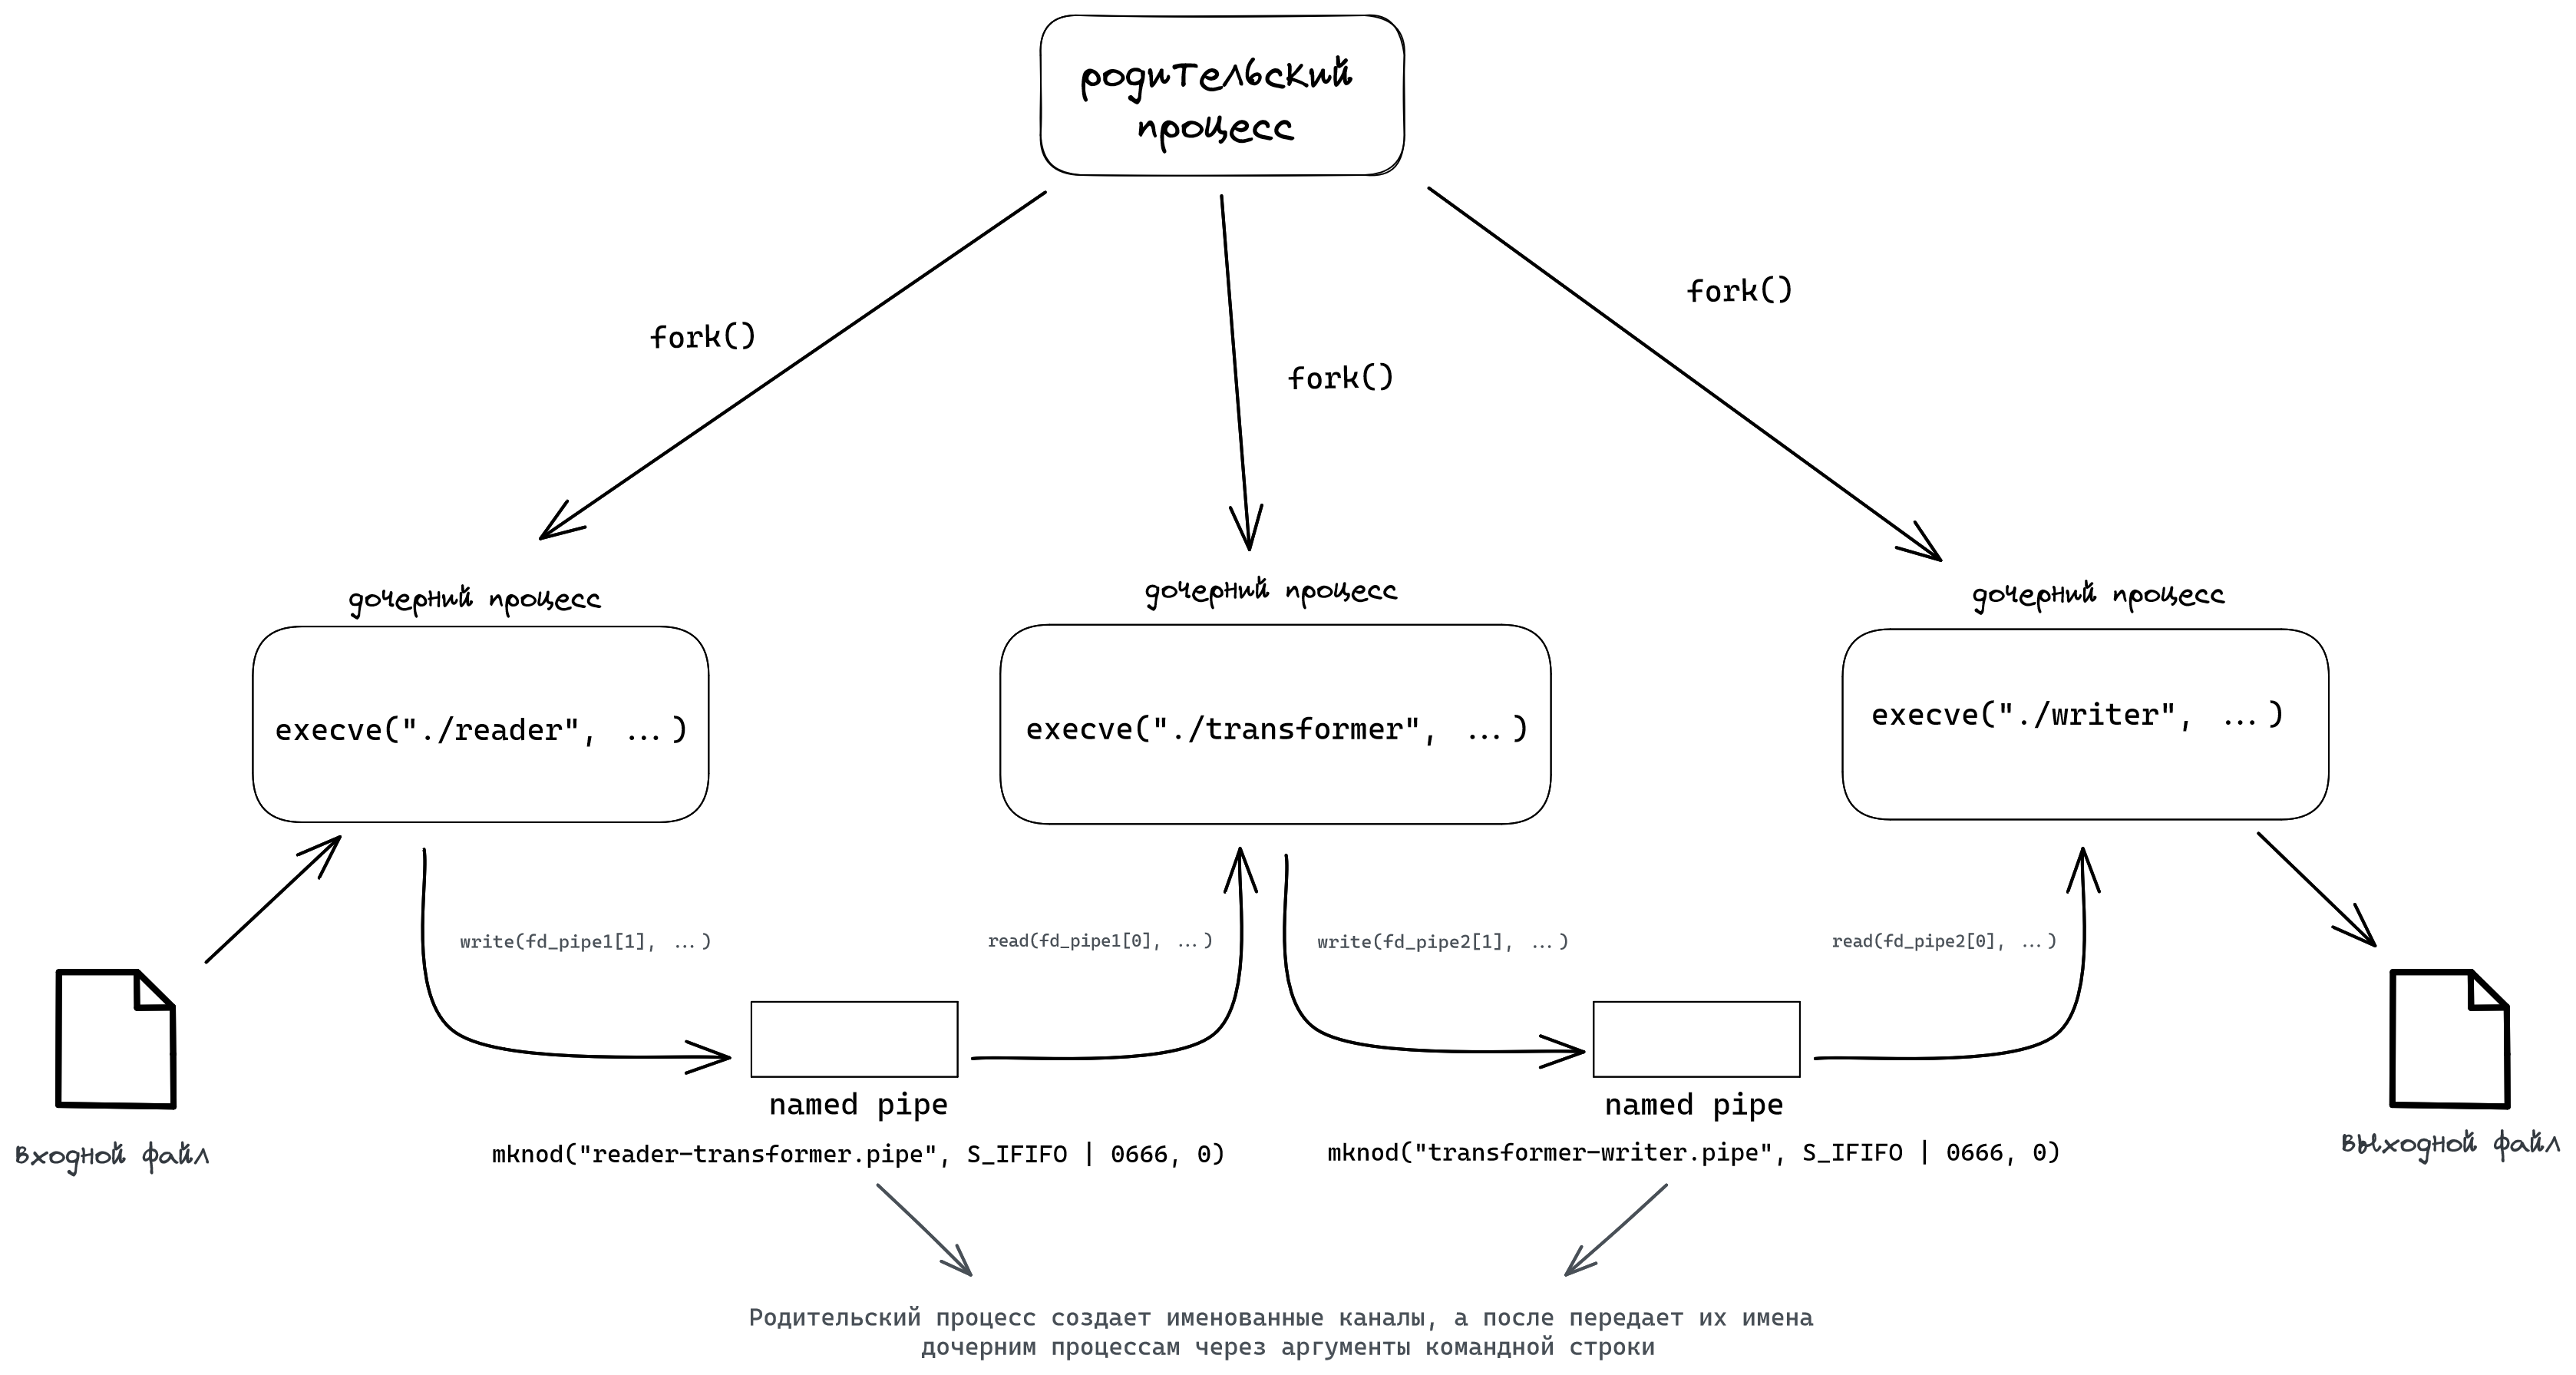 родительский
процесс
fork()
fork()
fork()
дочерний процесс
дочерний процесс
дочерний процесс
execve("./reader", ...)
execve("./transformer", ...)
execve("./writer", ...)
write(fd_pipe1[1], ...)
read(fd_pipe1[0], ...)
write(fd_pipe2[1], ...)
read(fd_pipe2[0], ...)
named pipe
named pipe
входной файл
mknod("reader-transformer.pipe", S_IFIFO | 0666, 0)
mknod("transformer-writer.pipe", S_IFIFO | 0666, 0)
выходной файл
Родительский процесс создает именованные каналы, а после передает их имена
дочерним процессам через аргументы командной строки